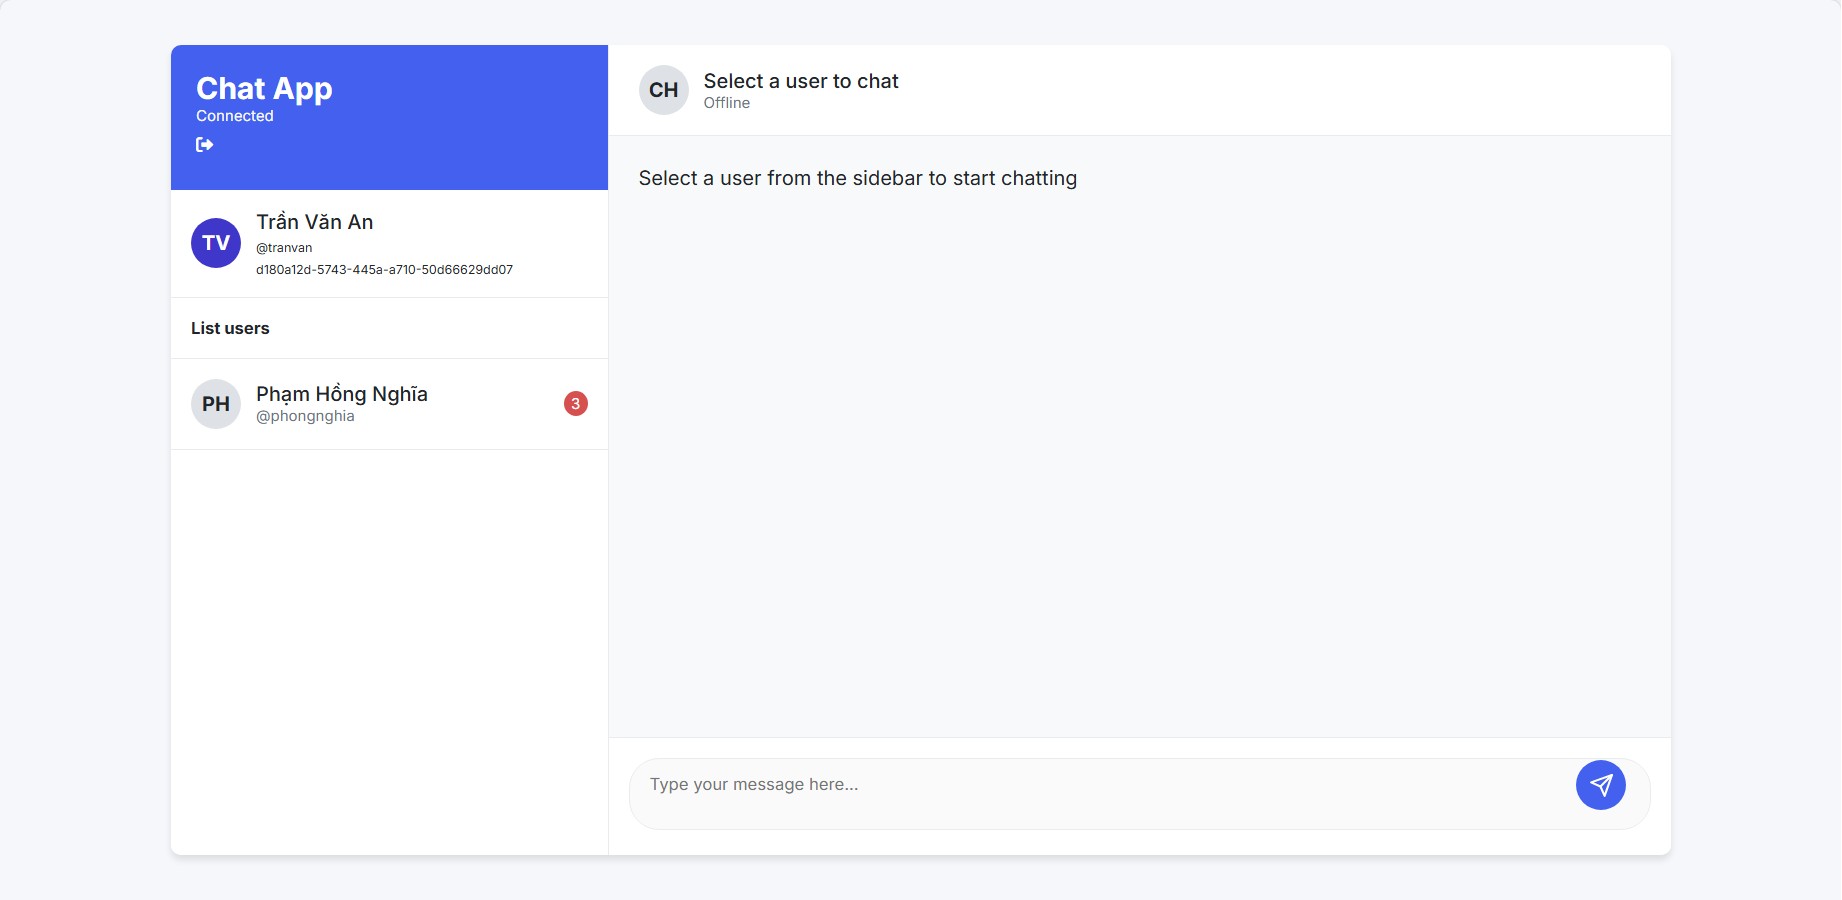 Chat App
Connected
TV
Trần Văn An
@tranvan
d180a12d-5743-445a-a710-50d66629dd07
List users
PH
Phạm Hồng Nghĩa
@phongnghia
3
CH
Select a user to chat
Offline
Select a user from the sidebar to start chatting
Type your message here...